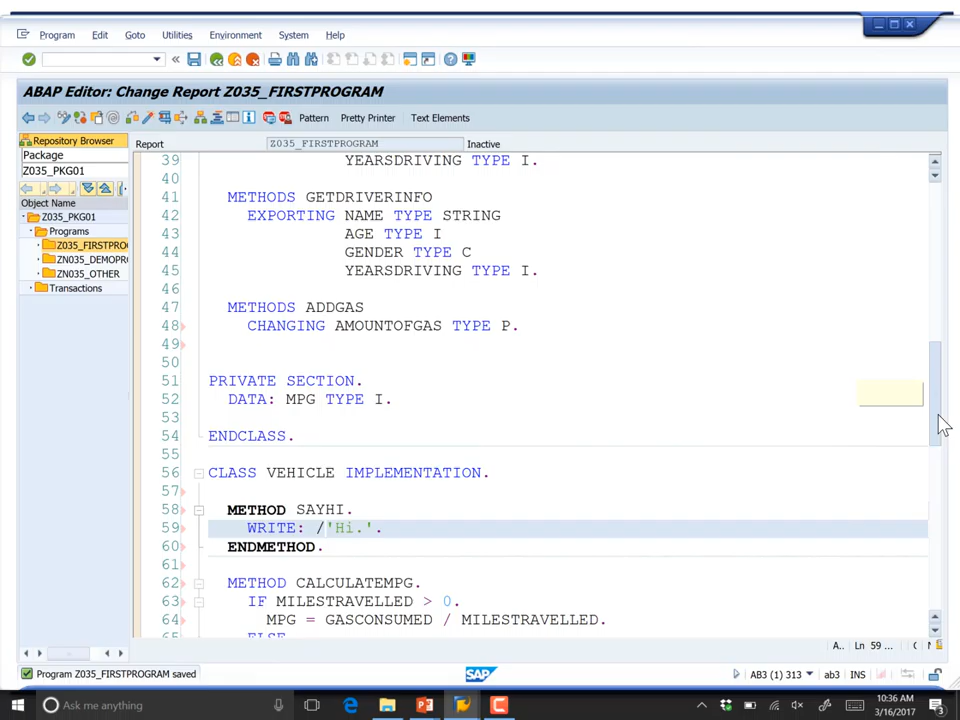 Program Edit Goto Utilities Environment System Help
ABAP Editor: Change Report Z035_FIRSTPROGRAM
Pattern Pretty Printer Text Elements
Repository Browser
Package
Z035_PKG01
Object Name
Z035_PKG01
Programs
Z035_FIRSTPRO
ZN035_DEMOPR
ZN035_OTHER
Transactions
Report Z035_FIRSTPROGRAM Inactive
39 YEARSDRIVING TYPE I.
40
41 METHODS GETDRIVERINFO
42 EXPORTING NAME TYPE STRING
43 AGE TYPE I
44 GENDER TYPE C
45 YEARSDRIVING TYPE I.
46
47 METHODS ADDGAS
48 CHANGING AMOUNTOFGAS TYPE P.
49
50
51 PRIVATE SECTION.
52 DATA: MPG TYPE I.
53
54 ENDCLASS.
55
56 CLASS VEHICLE IMPLEMENTATION.
57
58 METHOD SAYHI.
59 WRITE: /'Hi.'.
60 ENDMETHOD.
61
62 METHOD CALCULATEMPG.
63 IF MILESTRAVELLED > 0.
64 MPG = GASCONSUMED / MILESTRAVELLED.
65 ELSE
A.. Ln 59 ...
Program Z035_FIRSTPROGRAM saved
SAP
AB3 (1) 313 ab3 INS
Ask me anything
10:36 AM
3/16/2017
3